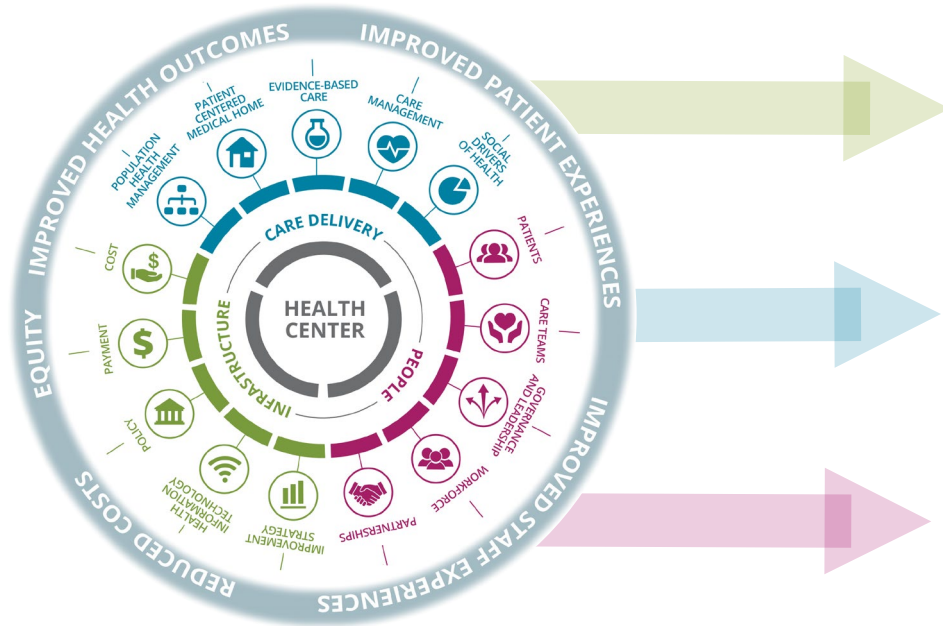 IMPROVED HEALTH OUTCOMES
IMPROVED PATIENT EXPERIENCES
IMPROVED STAFF EXPERIENCES
REDUCED COSTS
EQUITY
POPULATION
HEALTH
MANAGEMENT
PATIENT
CENTERED
MEDICAL HOME
EVIDENCE-BASED
CARE
CARE
MANAGEMENT
SOCIAL
DRIVERS
OF HEALTH
PATIENTS
CARE TEAMS
GOVERNANCE
AND LEADERSHIP
WORKFORCE
PARTNERSHIPS
IMPROVEMENT
STRATEGY
HEALTH
INFORMATION
TECHNOLOGY
POLICY
PAYMENT
COST
$
$
CARE DELIVERY
PEOPLE
INFRASTRUCTURE
HEALTH
CENTER